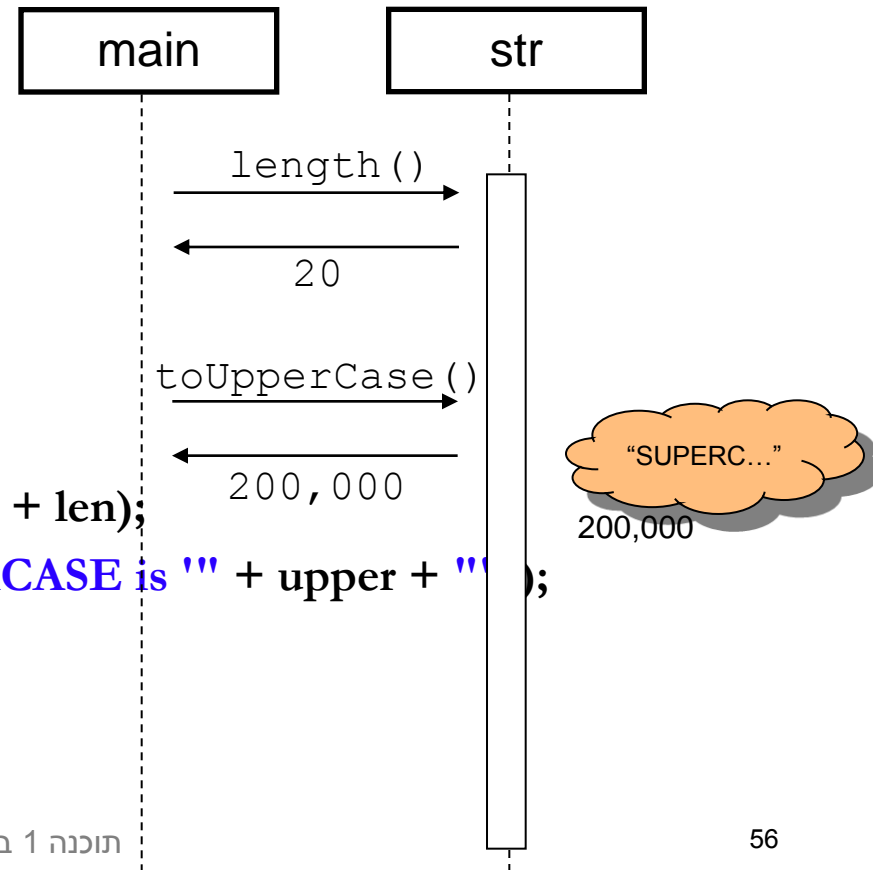 main
str
length()
20
toUpperCase()
200,000
“SUPERC…”
200,000
+ len);
CASE is '" + upper + "' );
תוכנה 1 ב
56